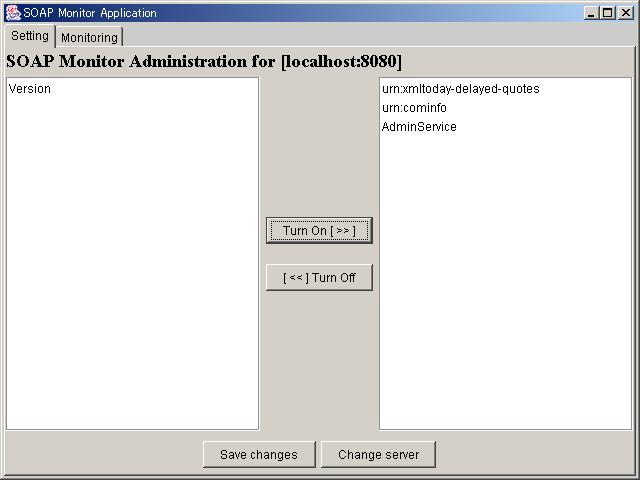 SOAP Monitor Application
Setting
Monitoring
SOAP Monitor Administration for [localhost:8080]
Version
urn:xmltoday-delayed-quotes
urn:cominfo
AdminService
Turn On [ >> ]
[ << ] Turn Off
Save changes
Change server